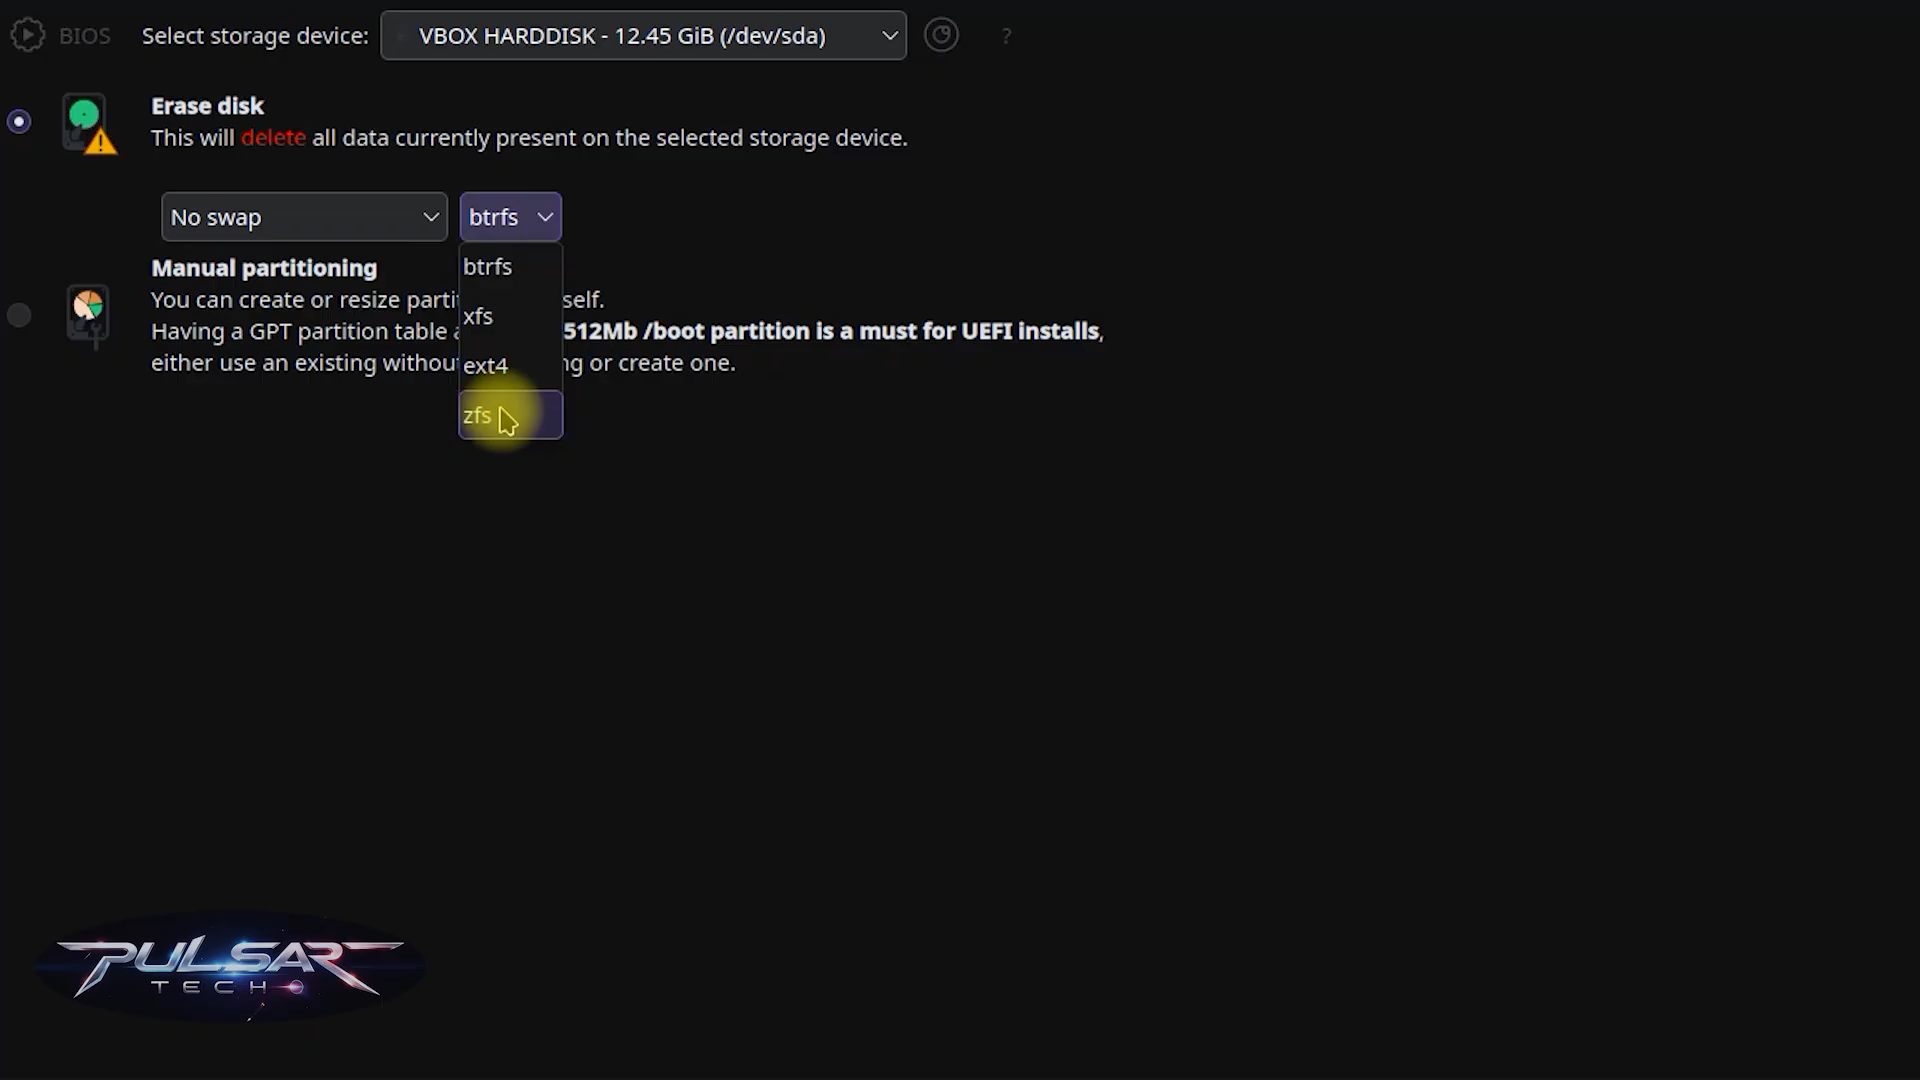 BIOS Select storage device: VBOX HARDDISK - 12.45 GiB (/dev/sda) ?
Erase disk
This will delete all data currently present on the selected storage device.
No swap btrfs
btrfs
xfs
ext4
zfs
Manual partitioning
You can create or resize parti self.
Having a GPT partition table 512Mb /boot partition is a must for UEFI installs,
either use an existing withou or create one.
PULSAR
TECH